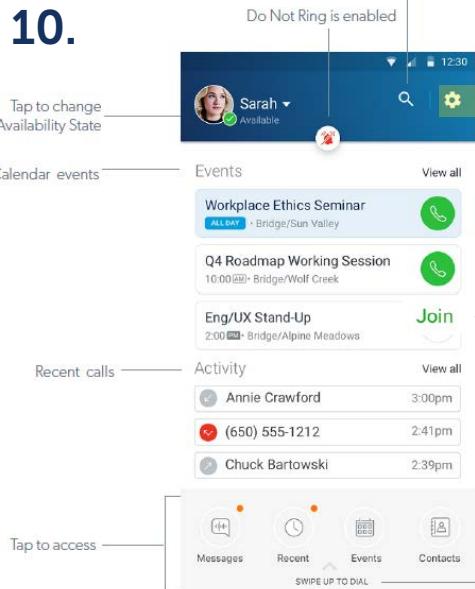 10.
Do Not Ring is enabled
12:30
Tap to change
Availability State
Sarah
Available
Calendar events
Events
View all
Workplace Ethics Seminar
ALL DAY • Bridge/Sun Valley
Q4 Roadmap Working Session
10:00 AM • Bridge/Wolf Creek
Eng/UX Stand-Up
Join
2:00 PM • Bridge/Alpine Meadows
Recent calls
Activity
View all
Annie Crawford
3:00pm
(650) 555-1212
2:41pm
Chuck Bartowski
2:39pm
Tap to access
Messages
Recent
Events
Contacts
SWIPE UP TO DIAL